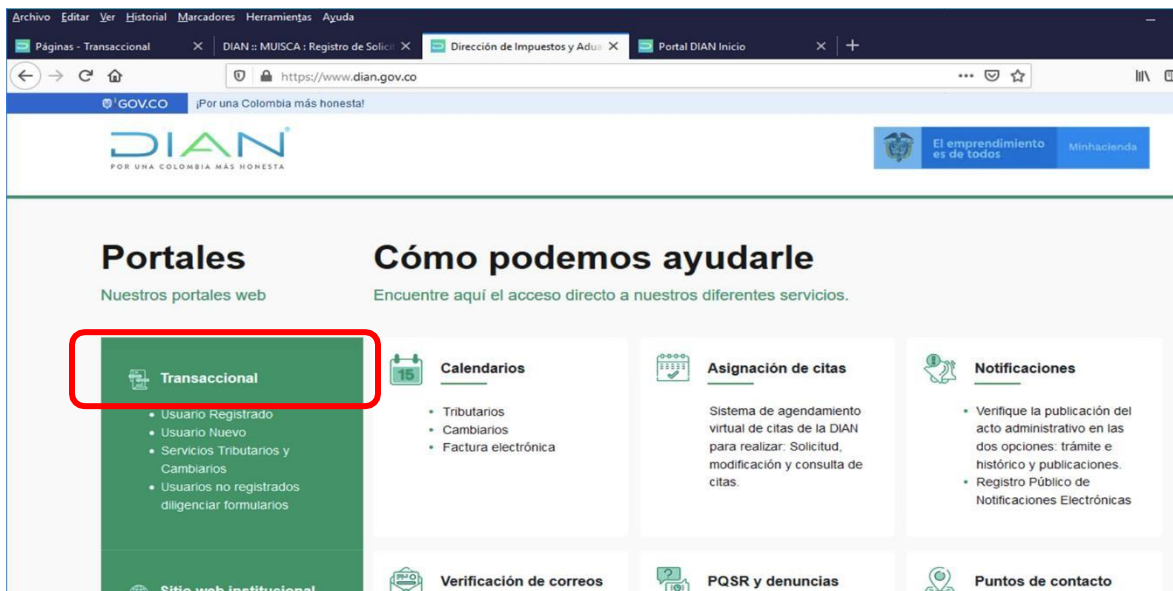 Archivo Editar Ver Historial Marcadores Herramientas Ayuda
Páginas - Transaccional
DIAN :: MUISCA : Registro de Solici
Dirección de Impuestos y Adua
Portal DIAN Inicio
https://www.dian.gov.co
GOV.CO
¡Por una Colombia más honesta!
DIAN
POR UNA COLOMBIA MÁS HONESTA
El emprendimiento
es de todos
Minhacienda
Portales
Nuestros portales web
Cómo podemos ayudarle
Encuentre aquí el acceso directo a nuestros diferentes servicios.
Transaccional
• Usuario Registrado
• Usuario Nuevo
• Servicios Tributarios y
Cambiarios
• Usuarios no registrados
diligenciar formularios
15
Calendarios
• Tributarios
• Cambiarios
• Factura electrónica
Asignación de citas
Sistema de agendamiento
virtual de citas de la DIAN
para realizar: Solicitud,
modificación y consulta de
citas.
Notificaciones
• Verifique la publicación del
acto administrativo en las
dos opciones: trámite e
histórico y publicaciones.
• Registro Público de
Notificaciones Electrónicas
Sitio web institucional
Verificación de correos
PQSR y denuncias
Puntos de contacto